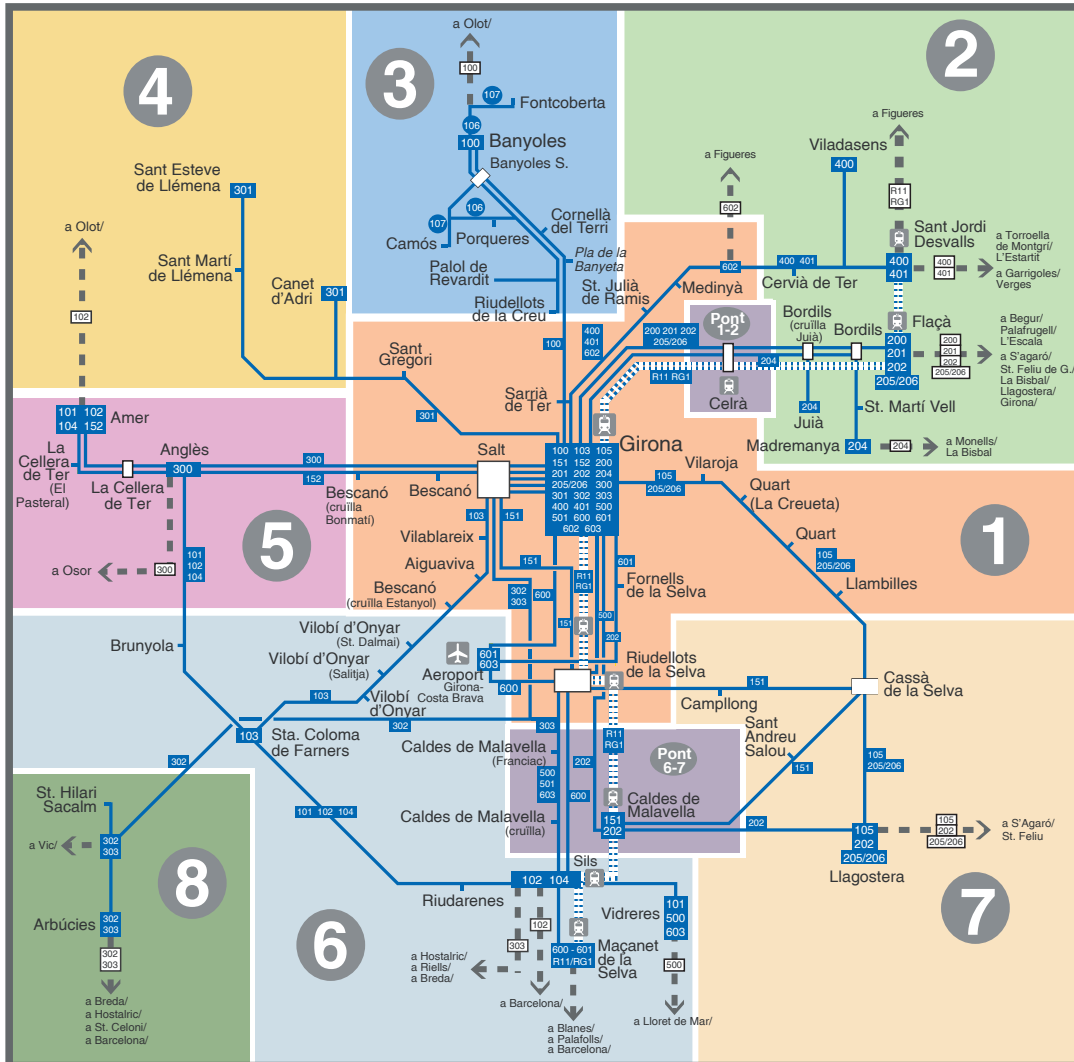 a Olot/
100
107
Fontcoberta
106
100
Banyoles
Banyoles S.
3
4
2
a Figueres
Viladasens
400
R11
RG1
a Figueres
602
Sant Esteve
de Llémena
301
Sant Martí
de Llémena
Canet
d'Adri
301
a Olot/
102
106
107
Camós
Porqueres
Cornellà
del Terri
Pla de la
Banyeta
Palol de
Revardit
Riudellots
de la Creu
St. Julià
de Ramis
Medinyà
602
400 401
Cervià de Ter
Sant Jordi
Desvalls
400
401
400
401
a Torroella
de Montgrí/
L'Estartit
a Garrigoles/
Verges
Pont
1-2
Bordils
(cruïlla
Juià)
Bordils
Flaçà
200
201
202
205/206
200
201
202
205/206
a Begur/
Palafrugell/
L'Escala
a S'agaró/
St. Feliu de G./
La Bisbal/
Llagostera/
Girona/
200 201 202
205/206
400
401
602
100
204
R11 RG1
Celrà
204
Juià
St. Martí Vell
Madremanya
204
204
a Monells/
La Bisbal
Sant
Gregori
301
Sarrià
de Ter
Girona
100 103 105
151 152 200
201 202 204
205/206 300
301 302 303
400 401 500
501 600 601
602 603
101 102
104 152
Amer
La
Cellera
de Ter
(El
Pasteral)
La Cellera
de Ter
Anglès
300
300
152
Bescanó
(cruïlla
Bonmatí)
Bescanó
Salt
105
205/206
Vilaroja
Quart
(La Creueta)
Quart
105
205/206
Llambilles
1
5
a Osor
300
101
102
104
103
151
Vilablareix
Aiguaviva
Bescanó
(cruïlla Estanyol)
Vilobí d'Onyar
(St. Dalmai)
Vilobí d'Onyar
(Salitja)
Vilobí
d'Onyar
151
302
303
600
R11
RG1
601
Fornells
de la Selva
151
500
202
601
603
Aeroport
Girona-
Costa Brava
600
Riudellots
de la Selva
151
Campllong
Cassà
de la Selva
Brunyola
103
302
103
Sta. Coloma
de Farners
302
303
Caldes de Malavella
(Franciac)
R11
RG1
202
500
501
603
600
Caldes de Malavella
(cruïlla)
Pont
6-7
Caldes de
Malavella
151
202
Sant
Andreu
Salou
151
105
205/206
202
105
202
205/206
Llagostera
105
202
205/206
a S'Agaró/
St. Feliu
St. Hilari
Sacalm
a Vic/
302
303
8
Arbúcies
302
303
302
303
a Breda/
a Hostalric/
a St. Celoni/
a Barcelona/
101 102 104
6
Riudarenes
102 104
Sils
303
102
a Hostalric/
a Riells/
a Breda/
a Barcelona/
600 - 601
R11/RG1
Maçanet
de la
Selva
a Blanes/
a Palafolls/
a Barcelona/
Vidreres
101
500
603
500
a Lloret de Mar/
7